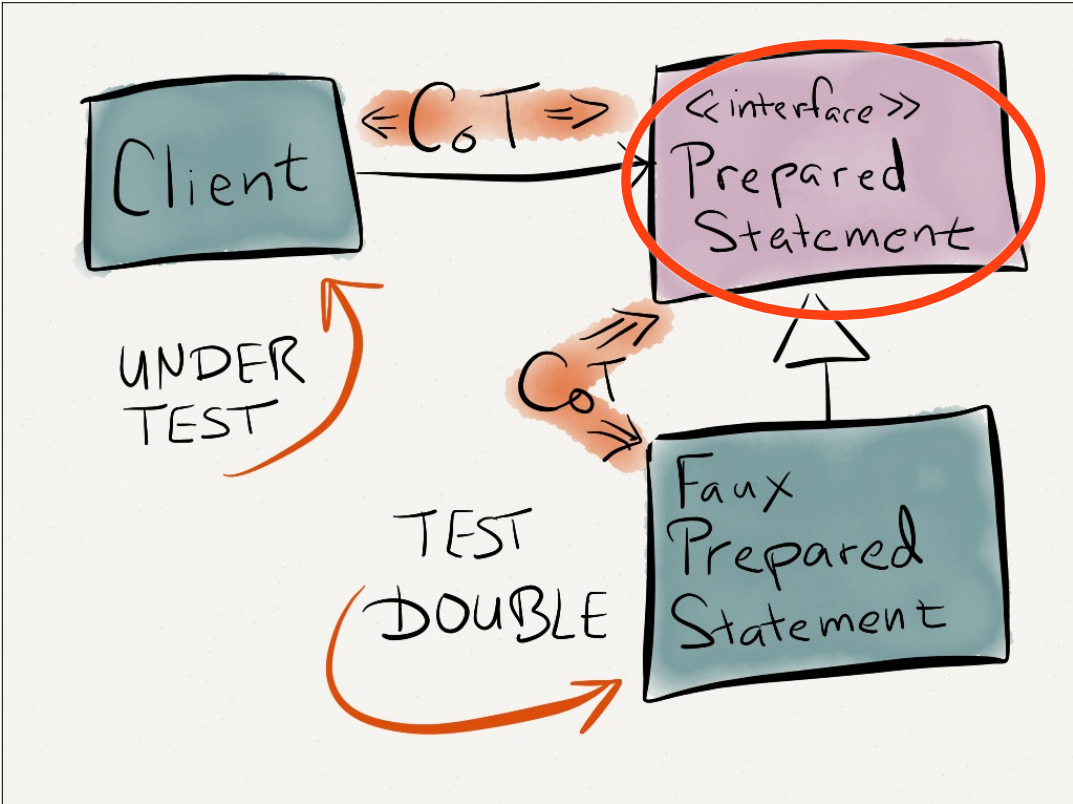 Client
⇐ CoT ⇒
<<interface>>
Prepared
Statement
UNDER
TEST
CoT
TEST
DOUBLE
Faux
Prepared
Statement